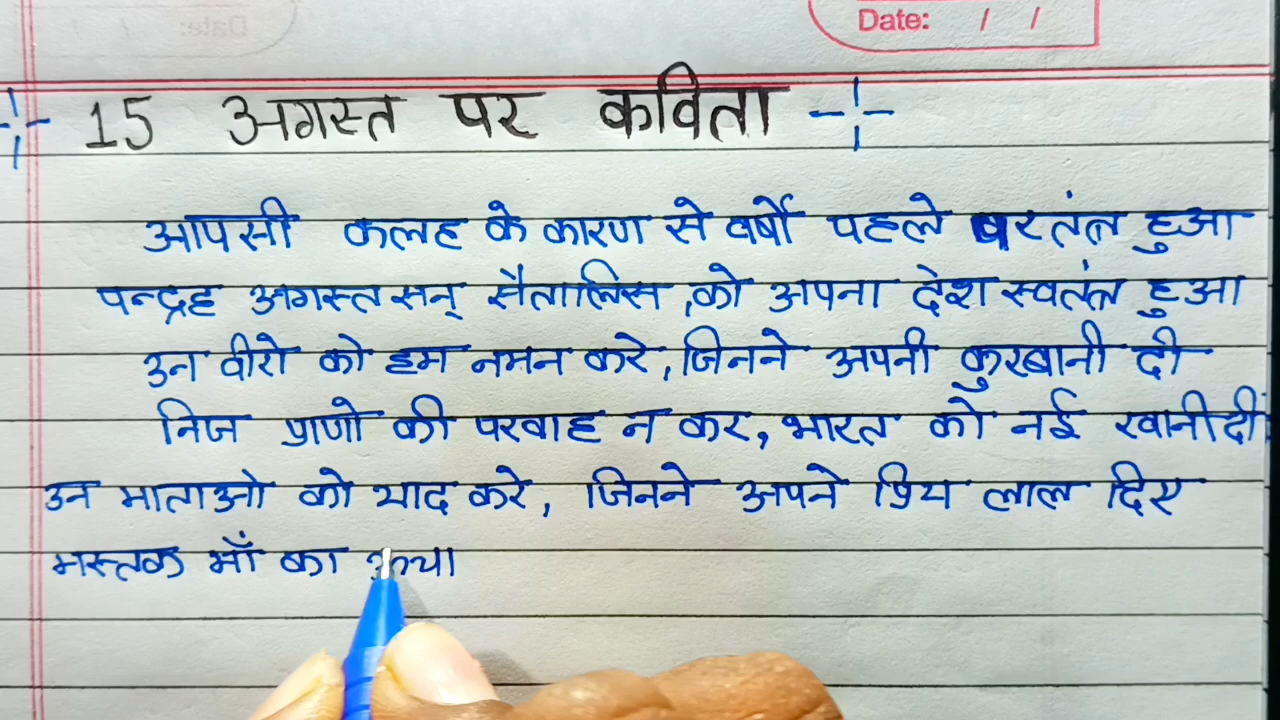 Date: / /
15 अगस्त पर कविता
आपसी कलह के कारण से वर्षो पहले परतंत हुआ
पन्द्रह अगस्त सन् सैतालिस, को अपना देश स्वतंत हुआ
उन वीरो को हम नमन करे, जिनने अपनी कुरबानी दी
निज प्राणो की परवाह न कर, भारत को नई रवानी दी
उन माताओ को याद करे, जिनने अपने प्रिय लाल दिए
मस्तक माँ का